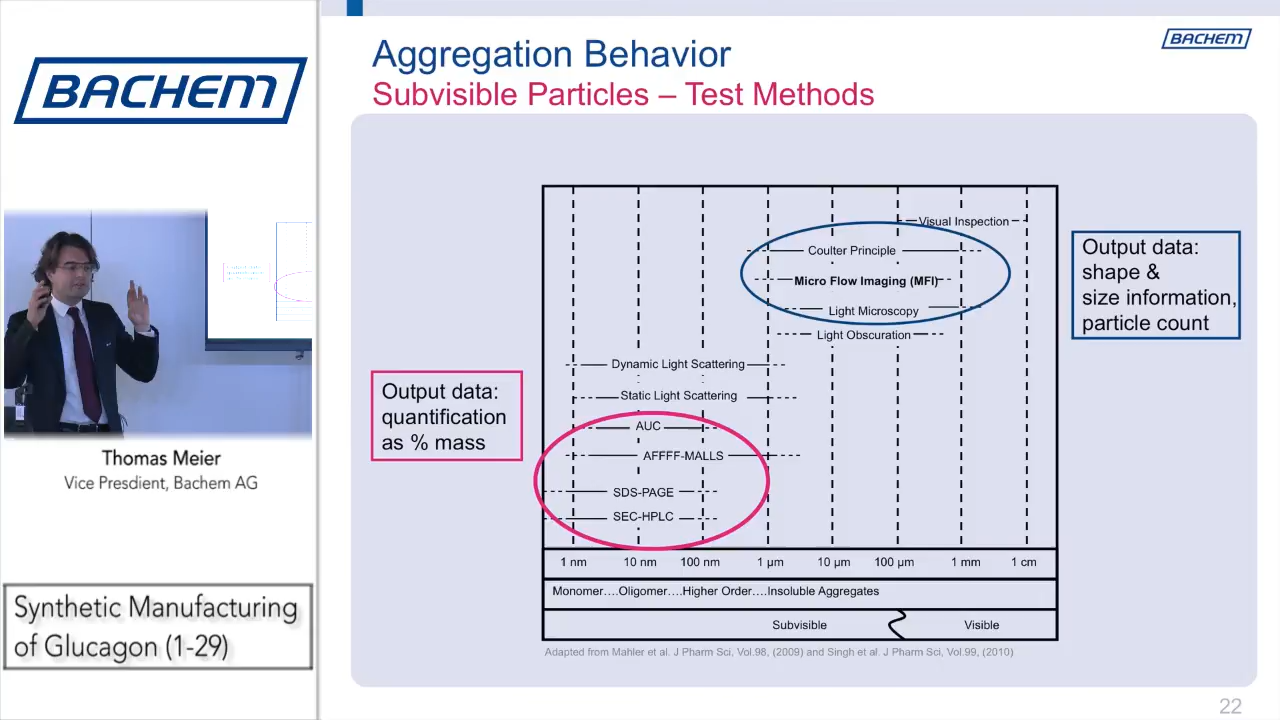 BACHEM
Thomas Meier
Vice Presdient, Bachem AG
Synthetic Manufacturing
of Glucagon (1-29)
Aggregation Behavior
Subvisible Particles – Test Methods
BACHEM
Visual Inspection
Coulter Principle
Micro Flow Imaging (MFI)
Light Microscopy
Light Obscuration
Dynamic Light Scattering
Static Light Scattering
AUC
AFFFF-MALLS
SDS-PAGE
SEC-HPLC
Output data:
shape &
size information,
particle count
Output data:
quantification
as % mass
1 nm 10 nm 100 nm 1 µm 10 µm 100 µm 1 mm 1 cm
Monomer….Oligomer….Higher Order….Insoluble Aggregates
Subvisible Visible
Adapted from Mahler et al. J Pharm Sci, Vol.98, (2009) and Singh et al. J Pharm Sci, Vol.99, (2010)
22